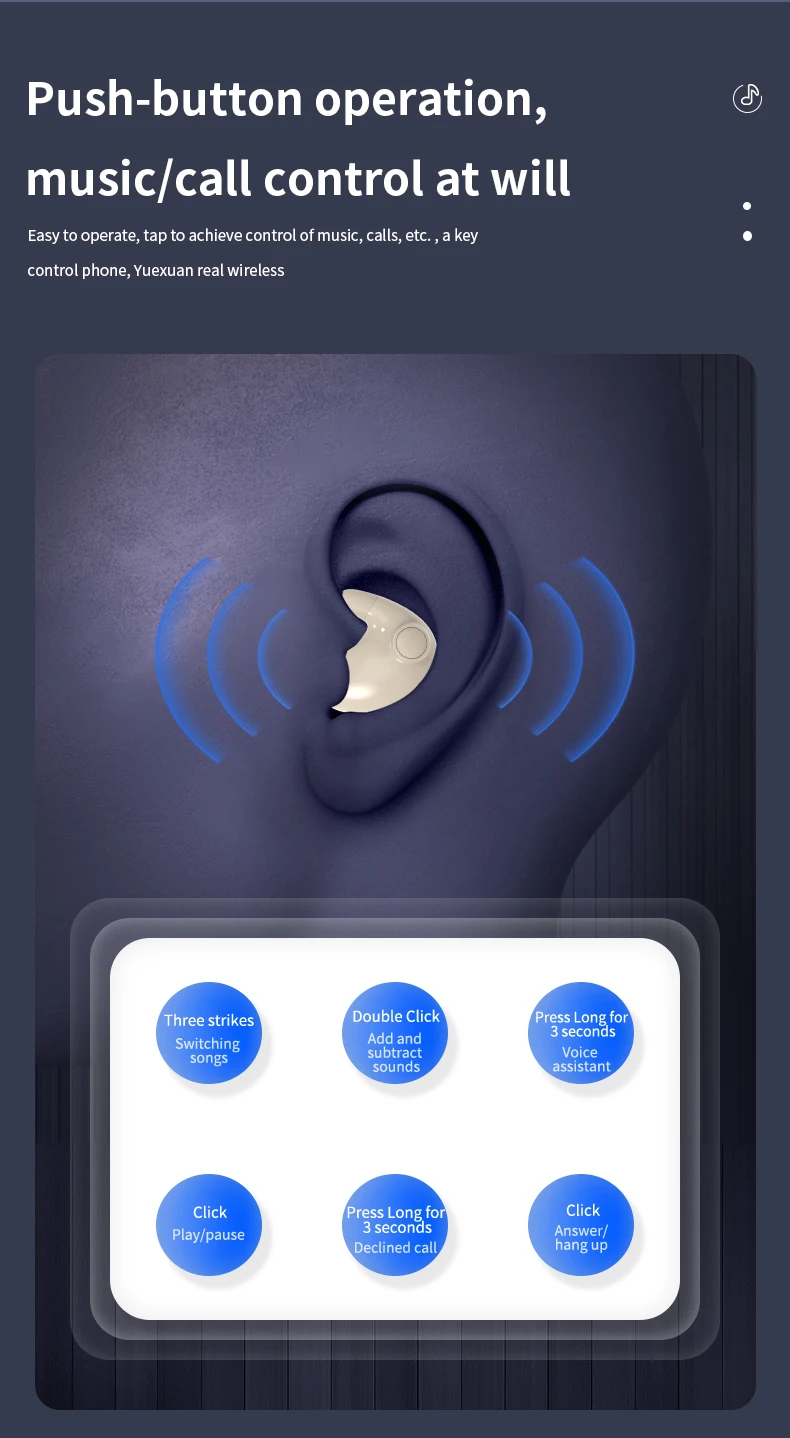 Push-button operation,
music/call control at will
Easy to operate, tap to achieve control of music, calls, etc. , a key
control phone, Yuexuan real wireless
Three strikes
Switching
songs
Double Click
Add and
subtract
sounds
Press Long for
3 seconds
Voice
assistant
Click
Play/pause
Press Long for
3 seconds
Declined call
Click
Answer/
hang up